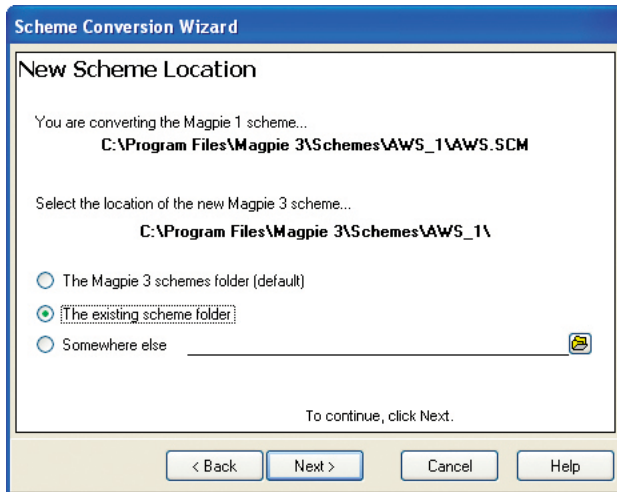 Scheme Conversion Wizard
New Scheme Location
You are converting the Magpie 1 scheme...
C:\Program Files\Magpie 3\Schemes\AWS_1\AWS.SCM
Select the location of the new Magpie 3 scheme...
C:\Program Files\Magpie 3\Schemes\AWS_1\
The Magpie 3 schemes folder (default)
The existing scheme folder
Somewhere else
To continue, click Next.
< Back Next > Cancel Help